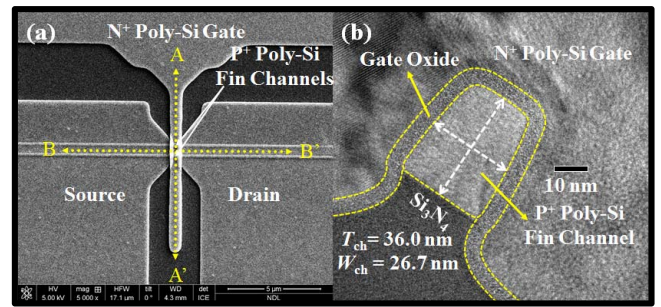 (a)
N⁺ Poly-Si Gate
A
P⁺ Poly-Si
Fin Channels
B
B'
Source
Drain
A'
HV
5.00 kV
mag
5 000 x
HFW
17.1 µm
tilt
0 °
WD
4.3 mm
det
ICE
5 µm
NDL
(b)
N⁺ Poly-Si Gate
Gate Oxide
10 nm
Si₃N₄
P⁺ Poly-Si
Fin Channel
Tch= 36.0 nm
Wch= 26.7 nm